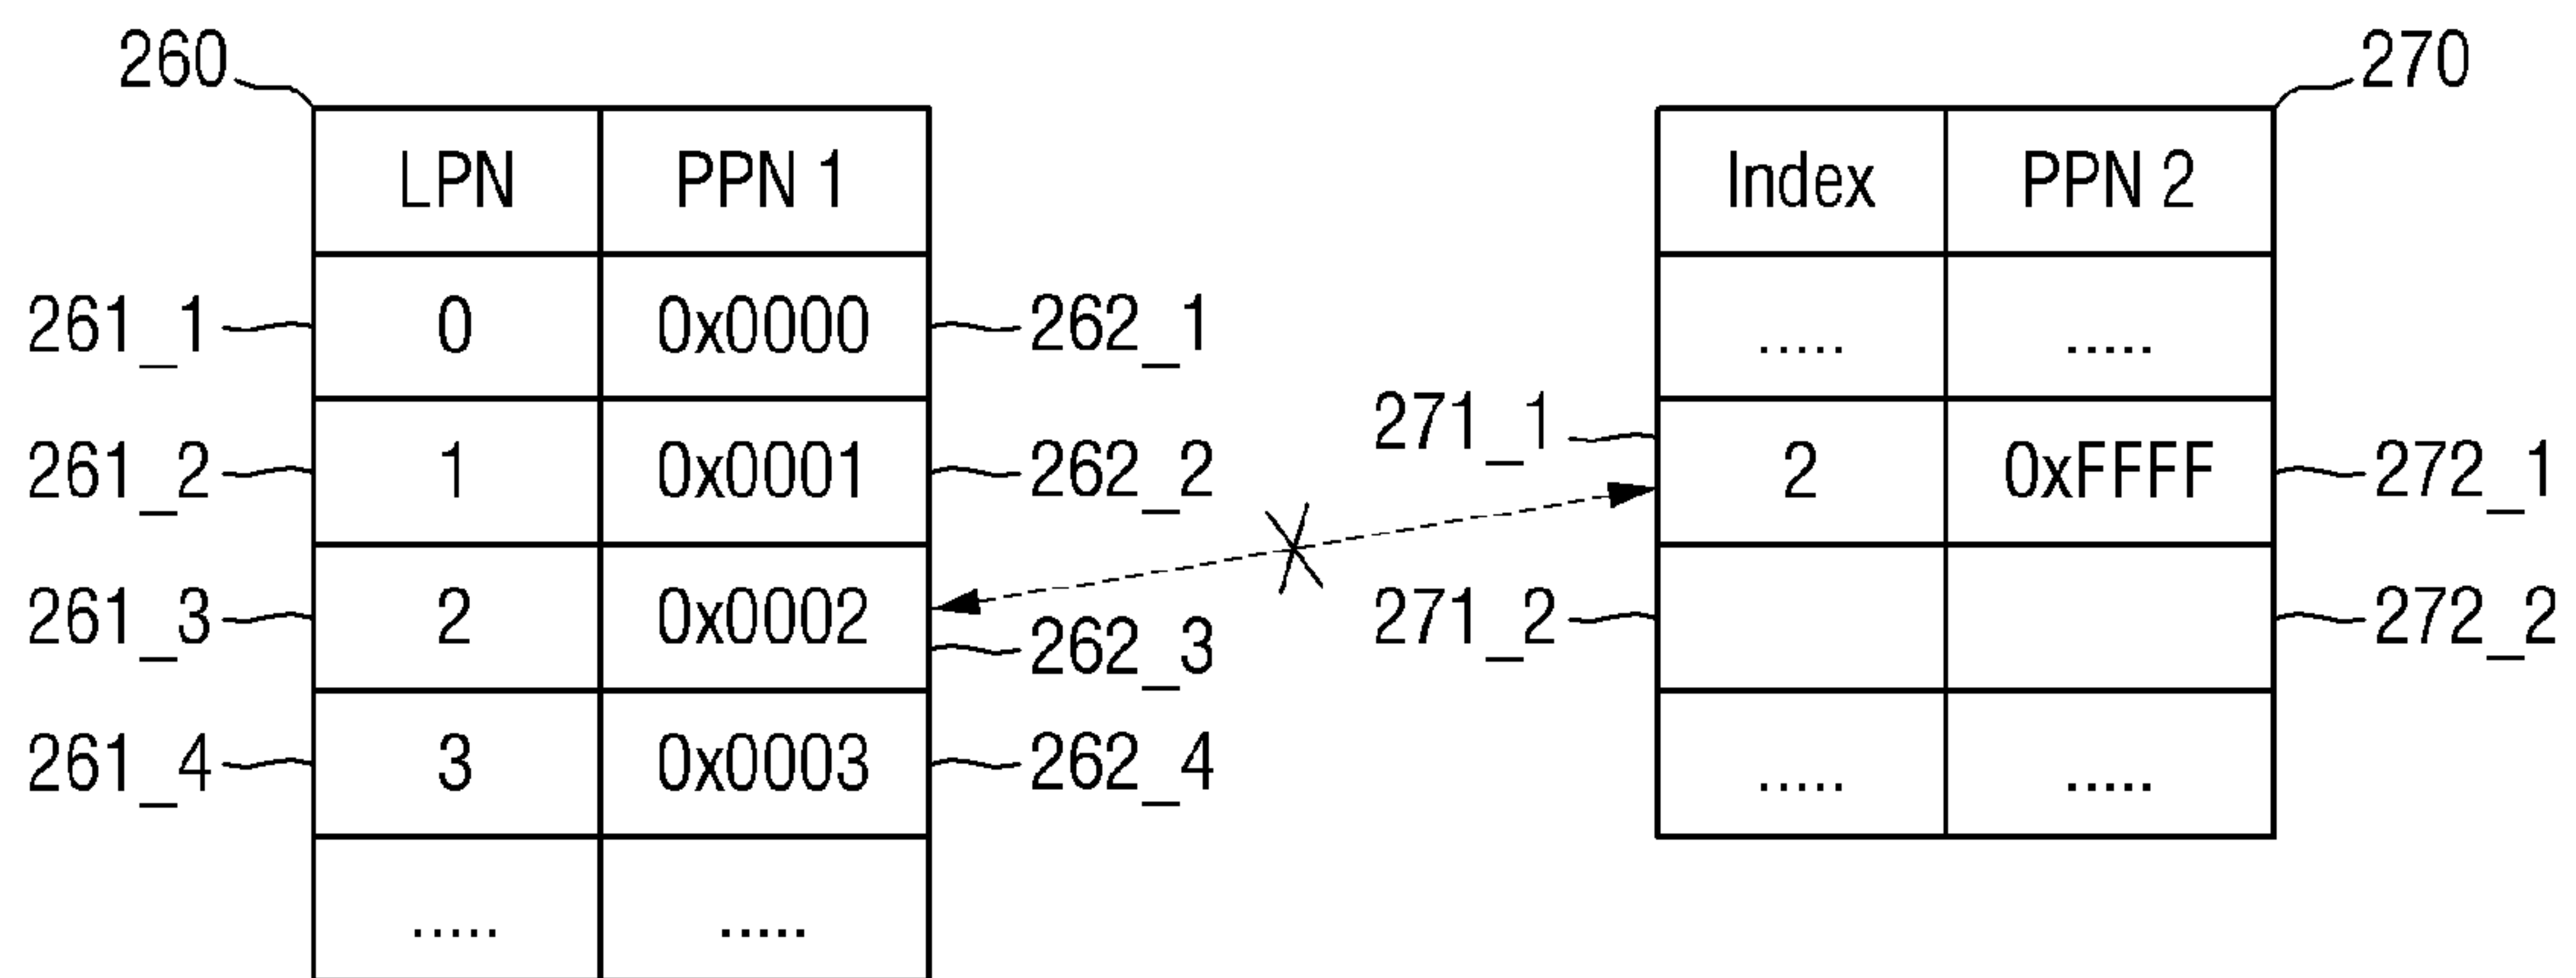 260 270
LPN PPN 1 Index PPN 2
261_1 0 0x0000 262_1 ..... .....
261_2 1 0x0001 262_2 271_1 2 0xFFFF 272_1
261_3 2 0x0002 262_3 271_2 272_2
261_4 3 0x0003 262_4 ..... .....
..... .....